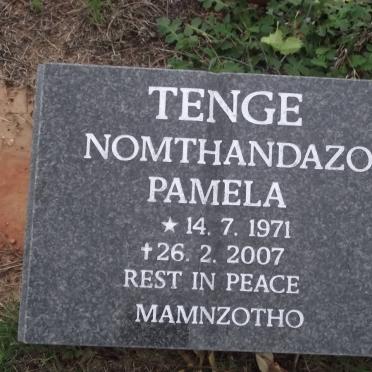 TENGE
NOMTHANDAZO
PAMELA
★ 14. 7. 1971
✝ 26. 2. 2007
REST IN PEACE
MAMNZOTHO